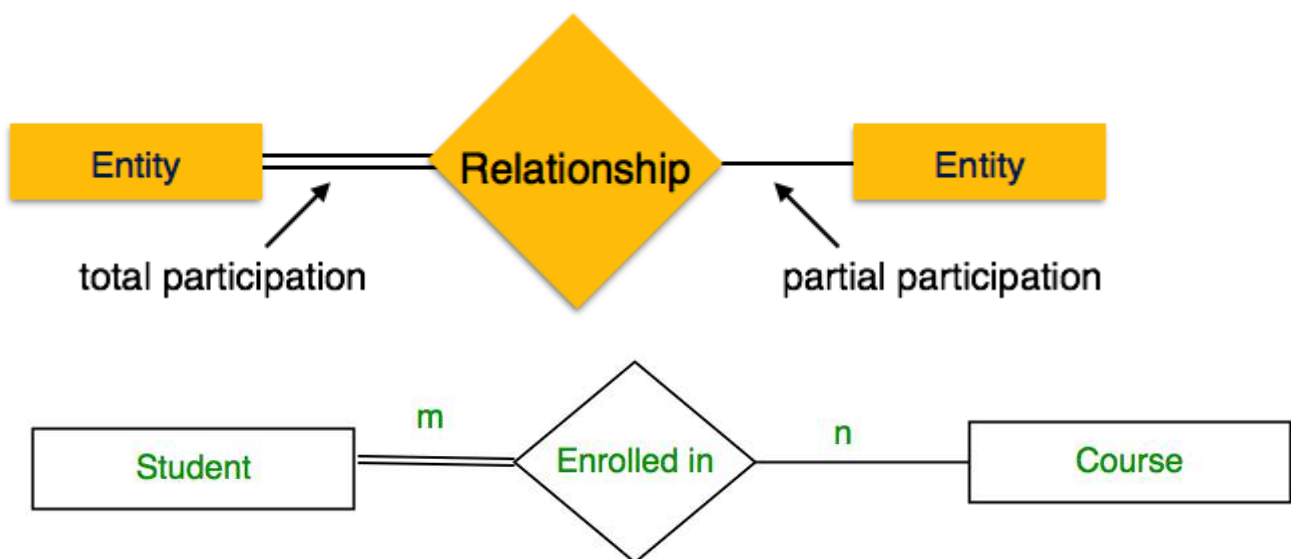 Entity
Relationship
Entity
total participation
partial participation
m
n
Student
Enrolled in
Course